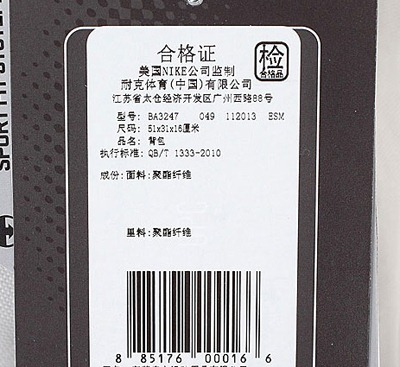 SPORT FIT SYSTEM
合格证
检
合格品
美国NIKE公司监制
耐克体育(中国)有限公司
江苏省太仓经济开发区广州西路88号
型号: BA3247 049 112013 ESM
尺码: 51x31x16厘米
品名: 背包
执行标准: QB/T 1333-2010
成份: 面料: 聚酯纤维
里料: 聚酯纤维
8 85176 00016 6